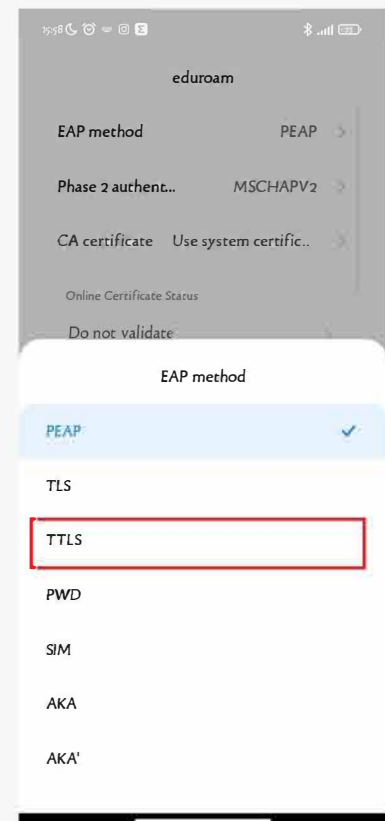 15:58
eduroam
EAP method PEAP
Phase 2 authent... MSCHAPV2
CA certificate Use system certific..
Online Certificate Status
Do not validate
EAP method
PEAP
TLS
TTLS
PWD
SIM
AKA
AKA'